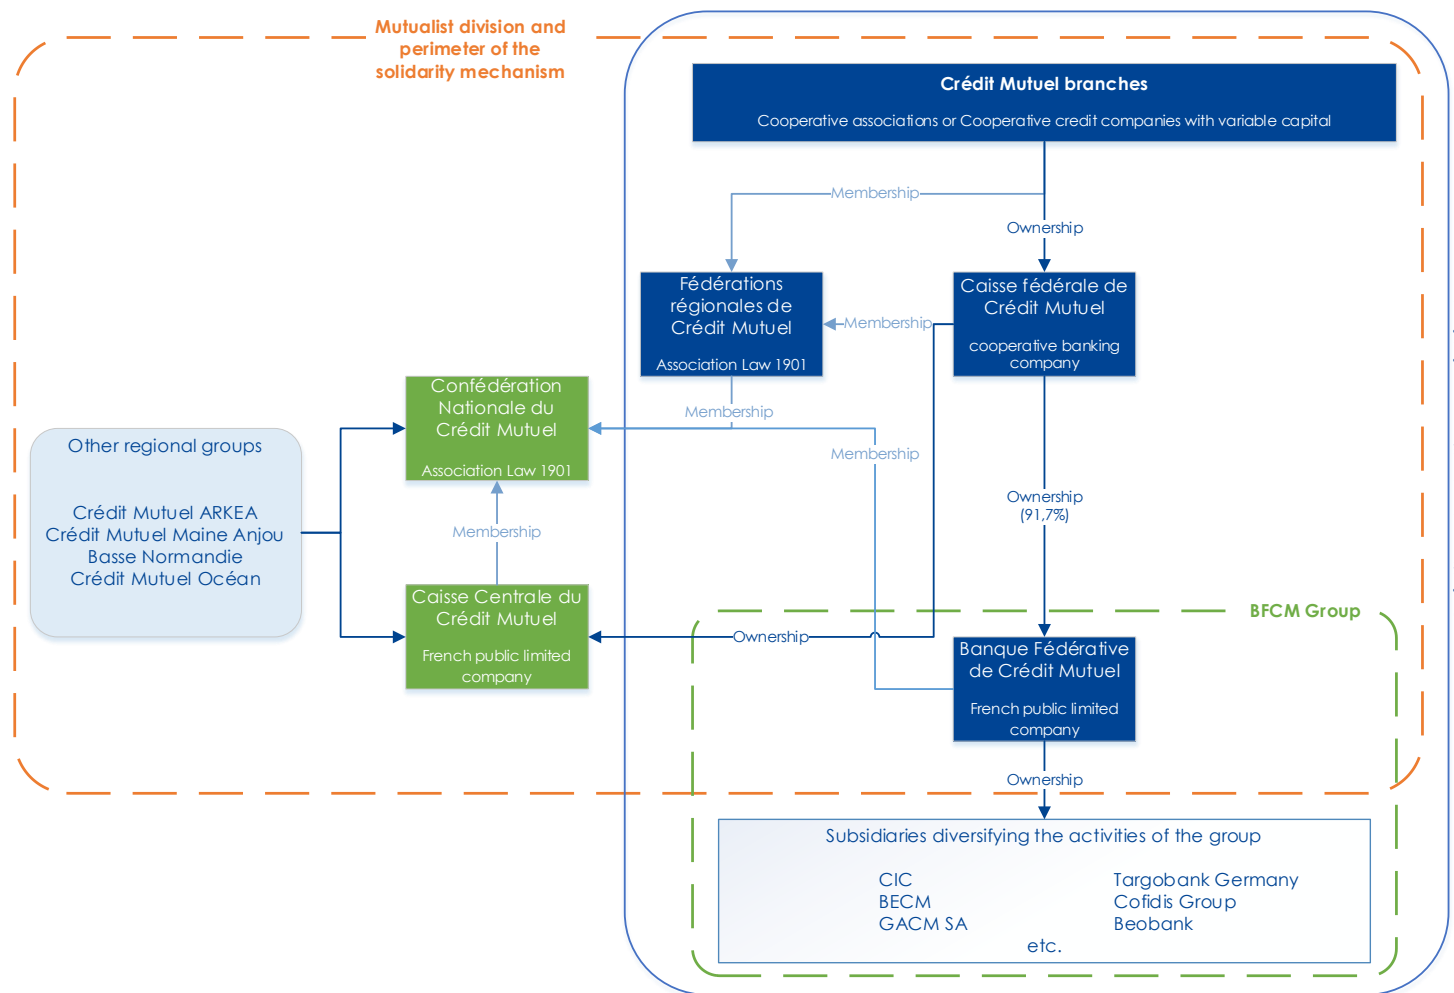 Mutualist division and
perimeter of the
solidarity mechanism
Crédit Mutuel branches
Cooperative associations or Cooperative credit companies with variable capital
Membership
Ownership
Fédérations
régionales de
Crédit Mutuel
Association Law 1901
Membership
Caisse fédérale de
Crédit Mutuel
cooperative banking
company
Membership
Confédération
Nationale du
Crédit Mutuel
Association Law 1901
Other regional groups
Crédit Mutuel ARKEA
Crédit Mutuel Maine Anjou
Basse Normandie
Crédit Mutuel Océan
Membership
Ownership
(91,7%)
Membership
Caisse Centrale du
Crédit Mutuel
French public limited
company
Ownership
BFCM Group
Banque Fédérative
de Crédit Mutuel
French public limited
company
Ownership
Subsidiaries diversifying the activities of the group
CIC
BECM
GACM SA
Targobank Germany
Cofidis Group
Beobank
etc.